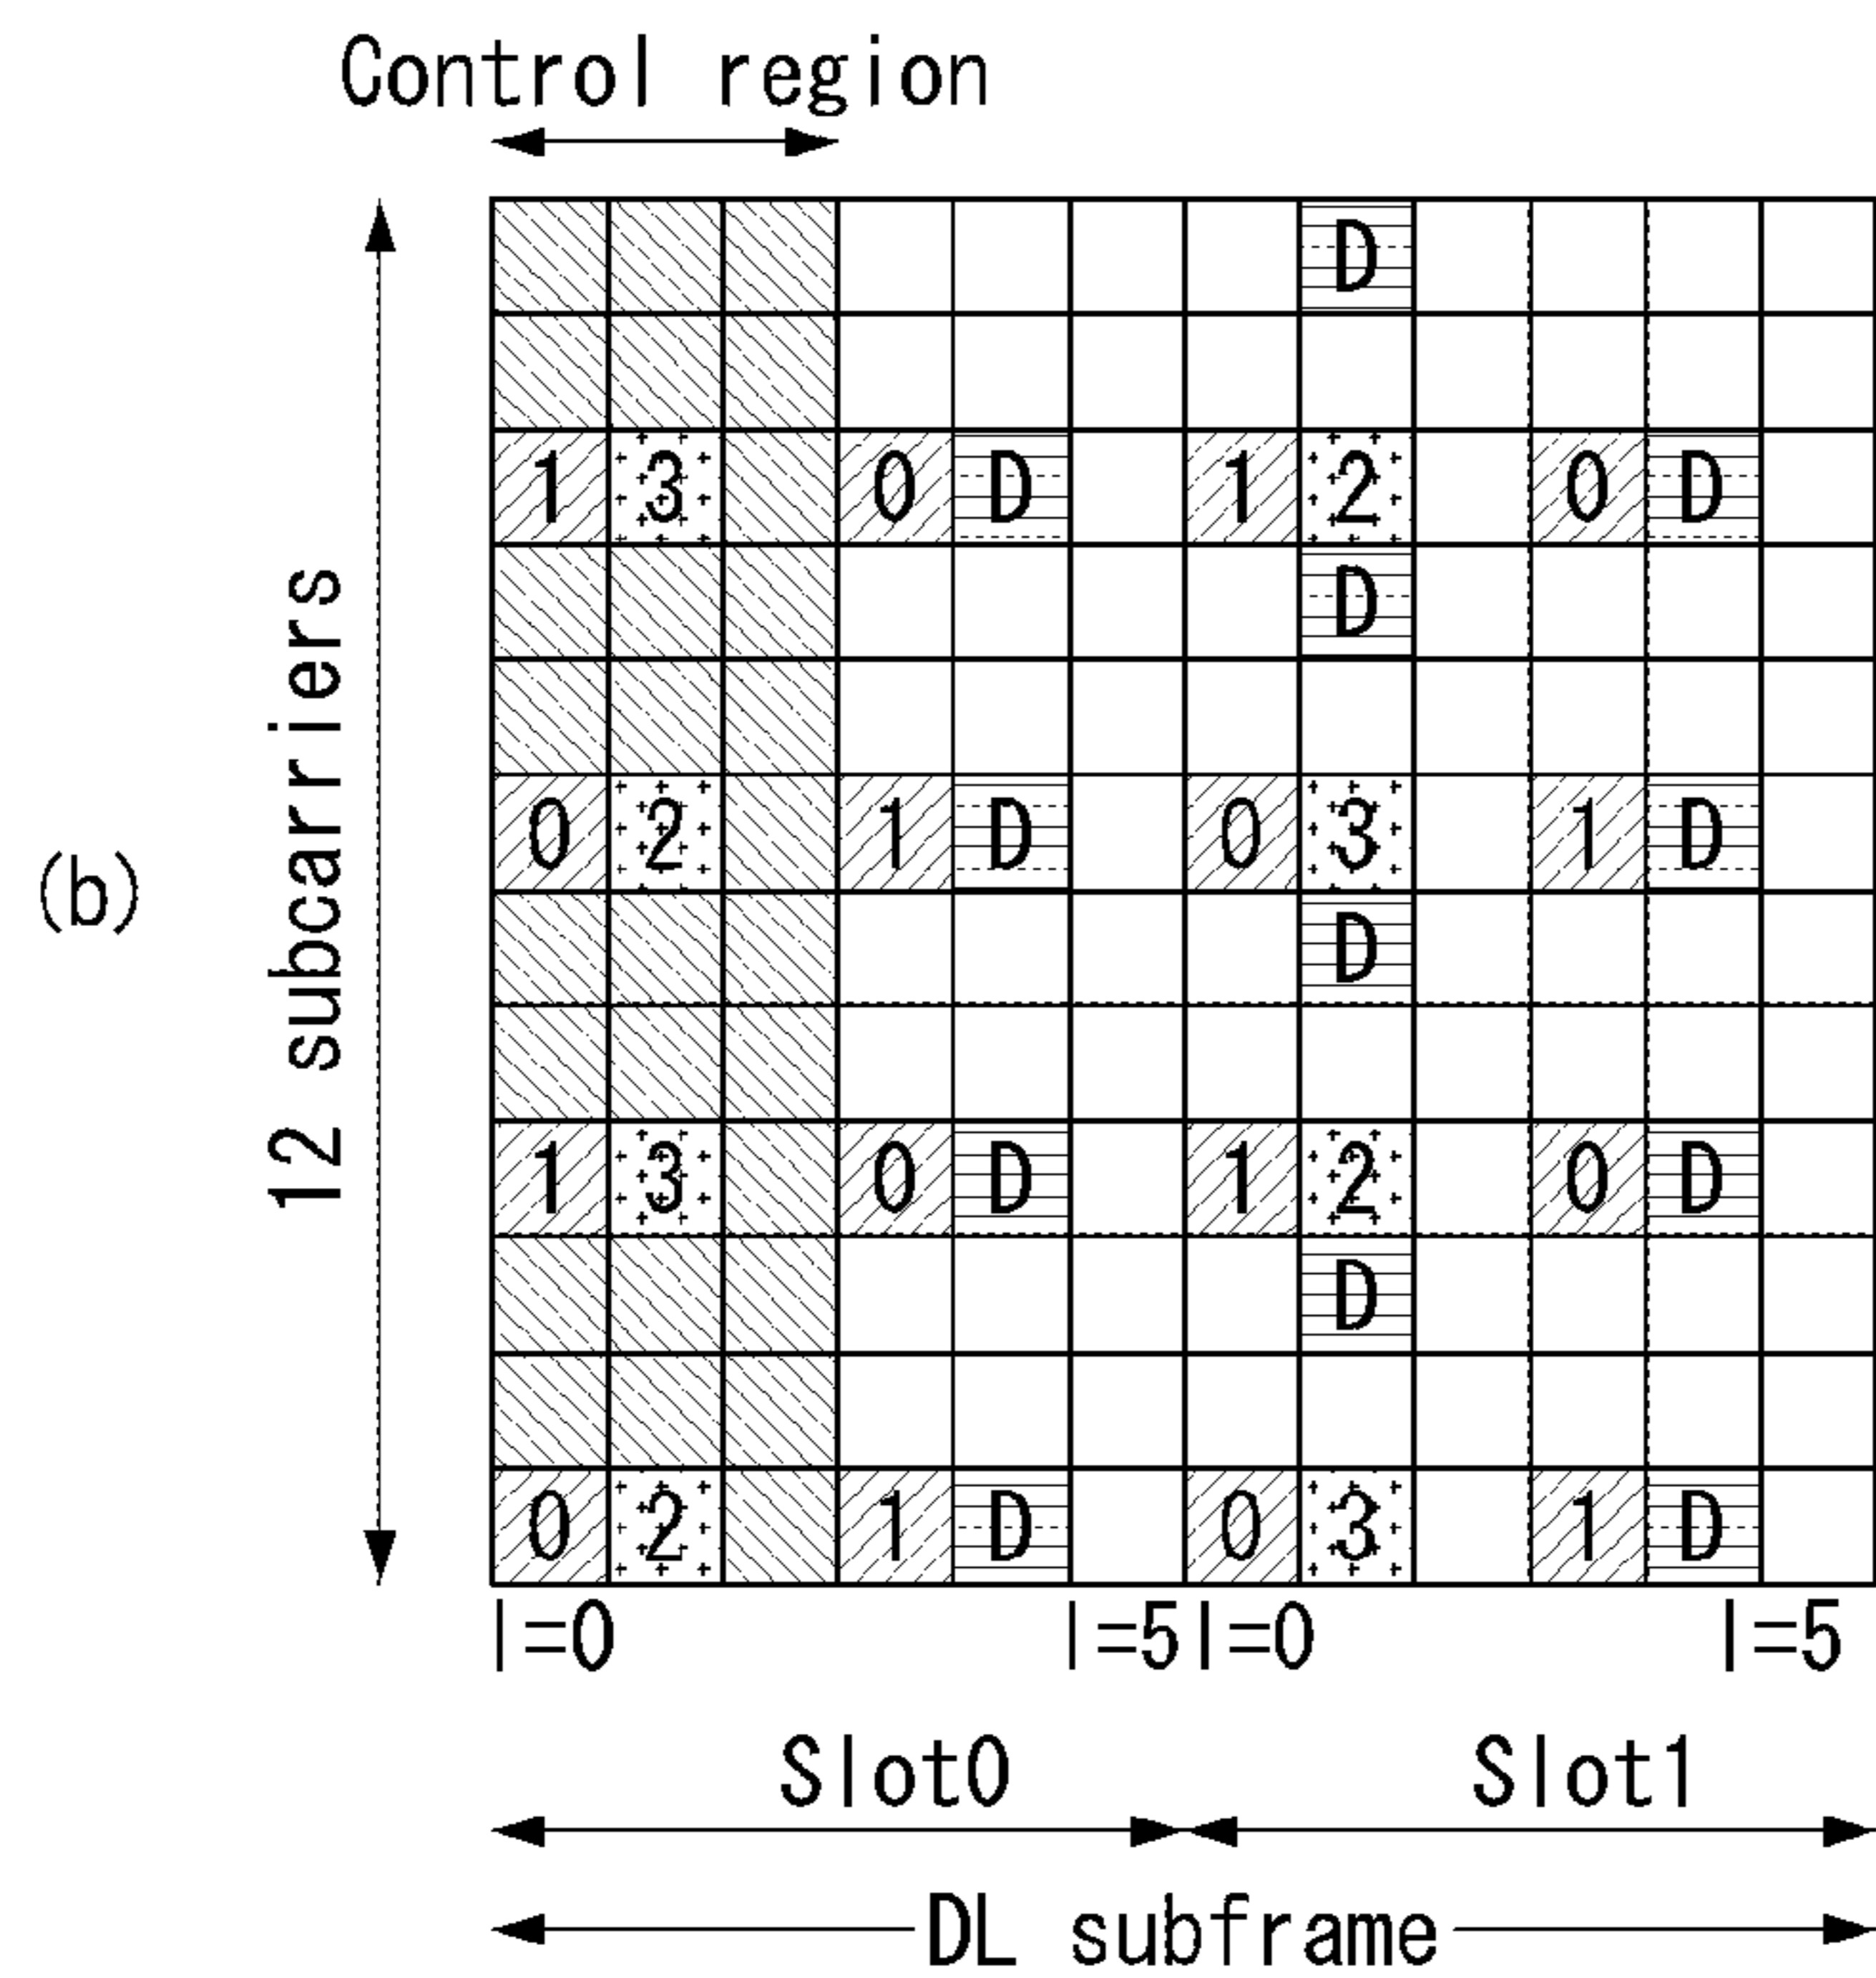 Control region
D
1 3 0 D 1 2 0 D
D
12 subcarriers
0 2 1 D 0 3 1 D
(b)
D
1 3 0 D 1 2 0 D
D
0 2 1 D 0 3 1 D
l=0 l=5 l=0 l=5
Slot0 Slot1
DL subframe